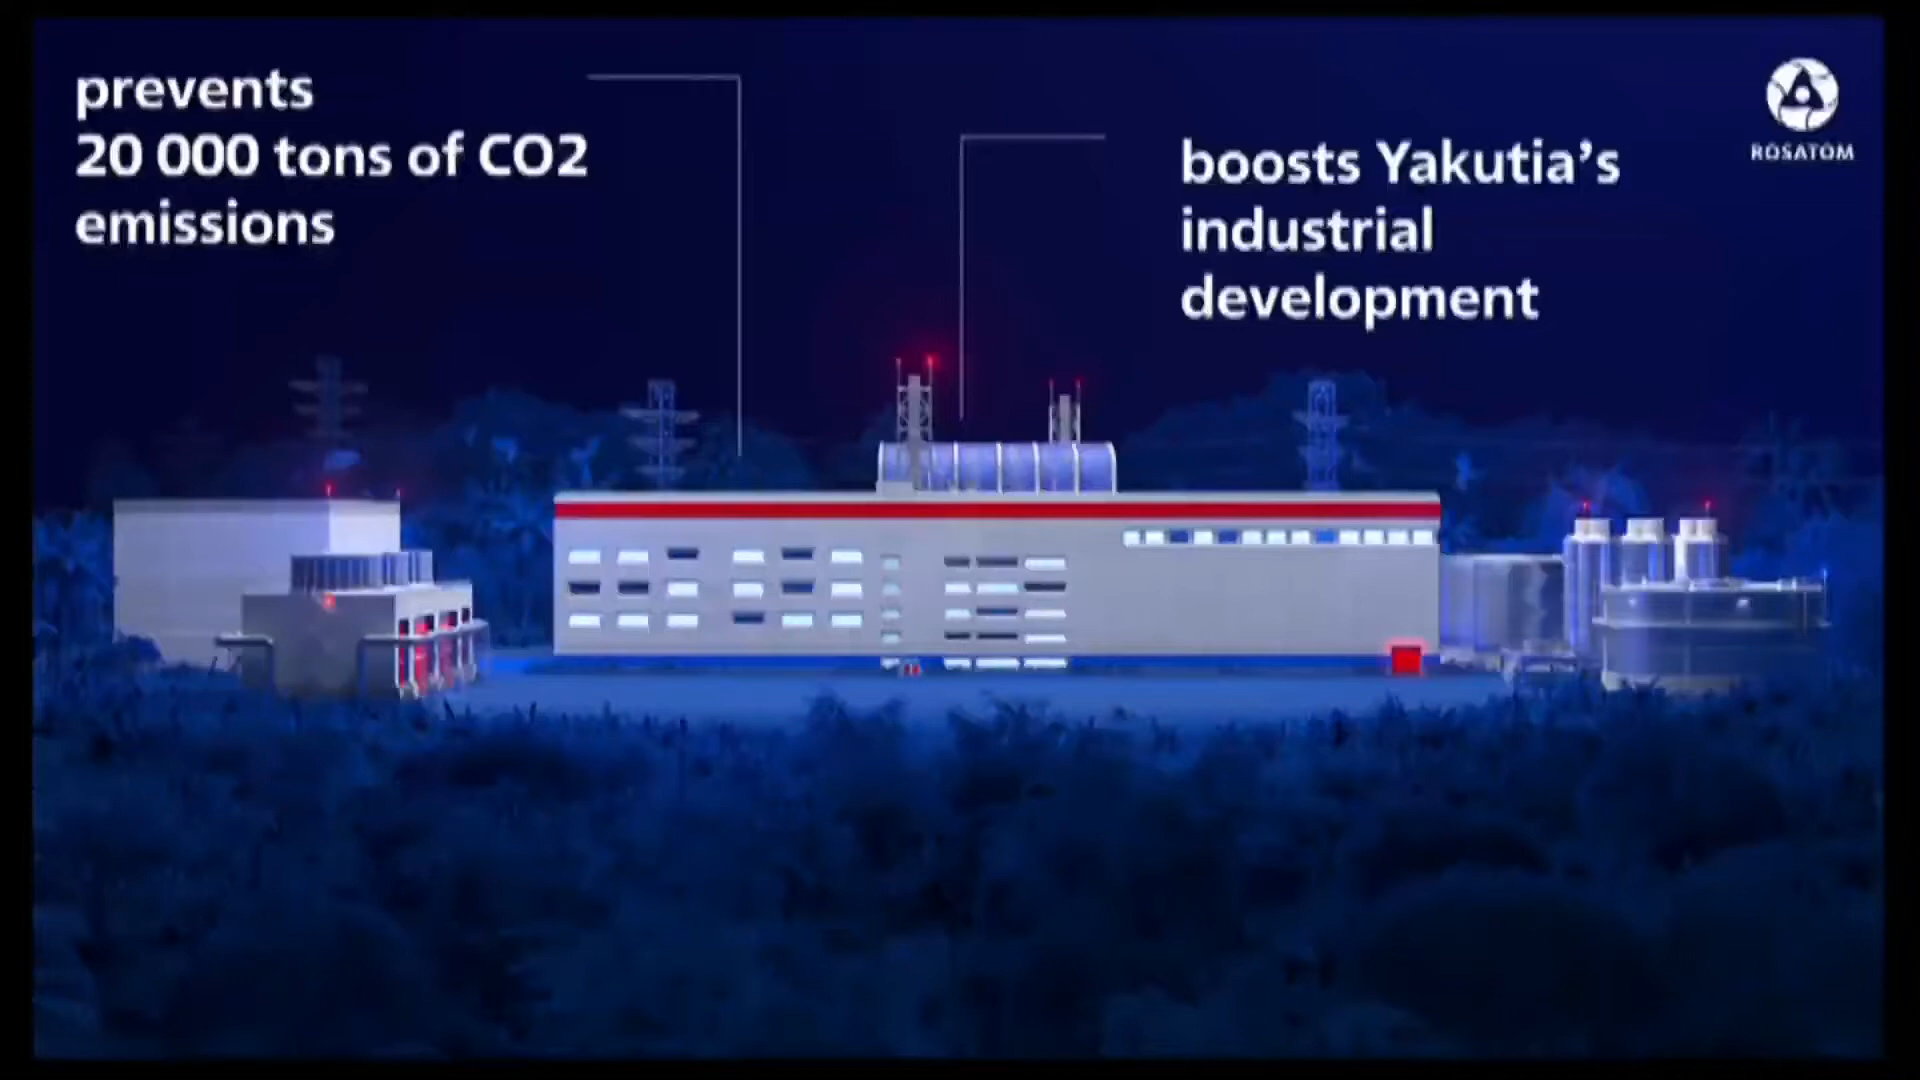 prevents
20 000 tons of CO2
emissions
boosts Yakutia's
industrial
development
ROSATOM